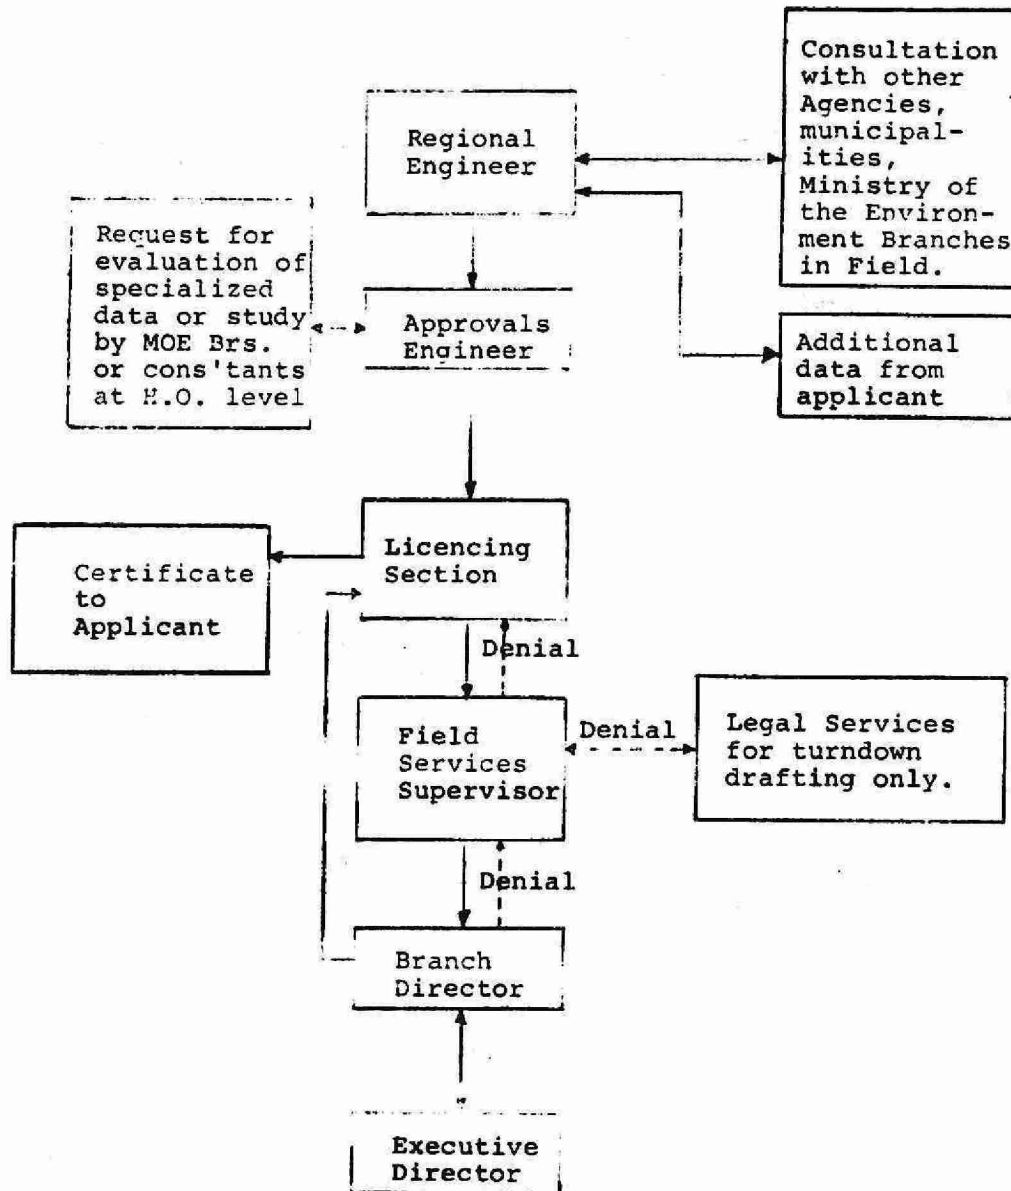 Consultation
with other
Agencies,
municipal-
ities,
Ministry of
the Environ-
ment Branches
in Field.
Regional
Engineer
Request for
evaluation of
specialized
data or study
by MOE Brs.
or cons'tants
at H.O. level
Approvals
Engineer
Additional
data from
applicant
Licencing
Section
Certificate
to
Applicant
Denial
Field
Services
Supervisor
Denial
Legal Services
for turndown
drafting only.
Denial
Branch
Director
Executive
Director